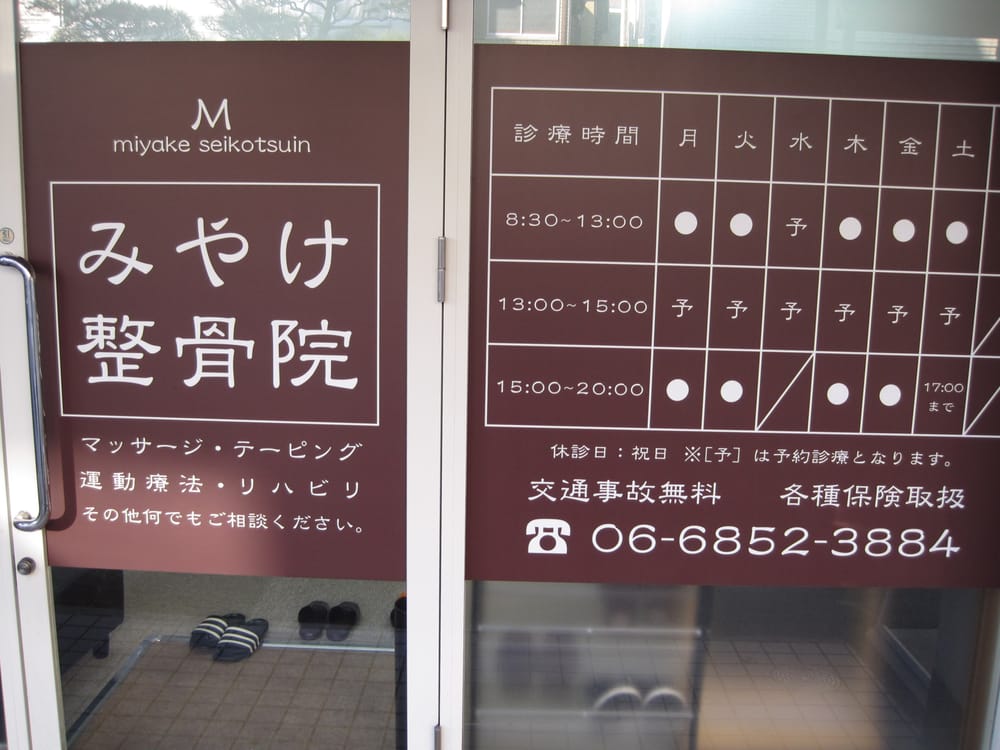 M
miyake seikotsuin
みやけ
整骨院
マッサージ・テーピング
運動療法・リハビリ
その他何でもご相談ください。
診療時間 月 火 水 木 金 土
8:30~13:00 ● ● 予 ● ● ●
13:00~15:00 予 予 予 予 予 予
15:00~20:00 ● ● ● ● 17:00まで
休診日：祝日 ※[予] は予約診療となります。
交通事故無料 各種保険取扱
☎ 06-6852-3884